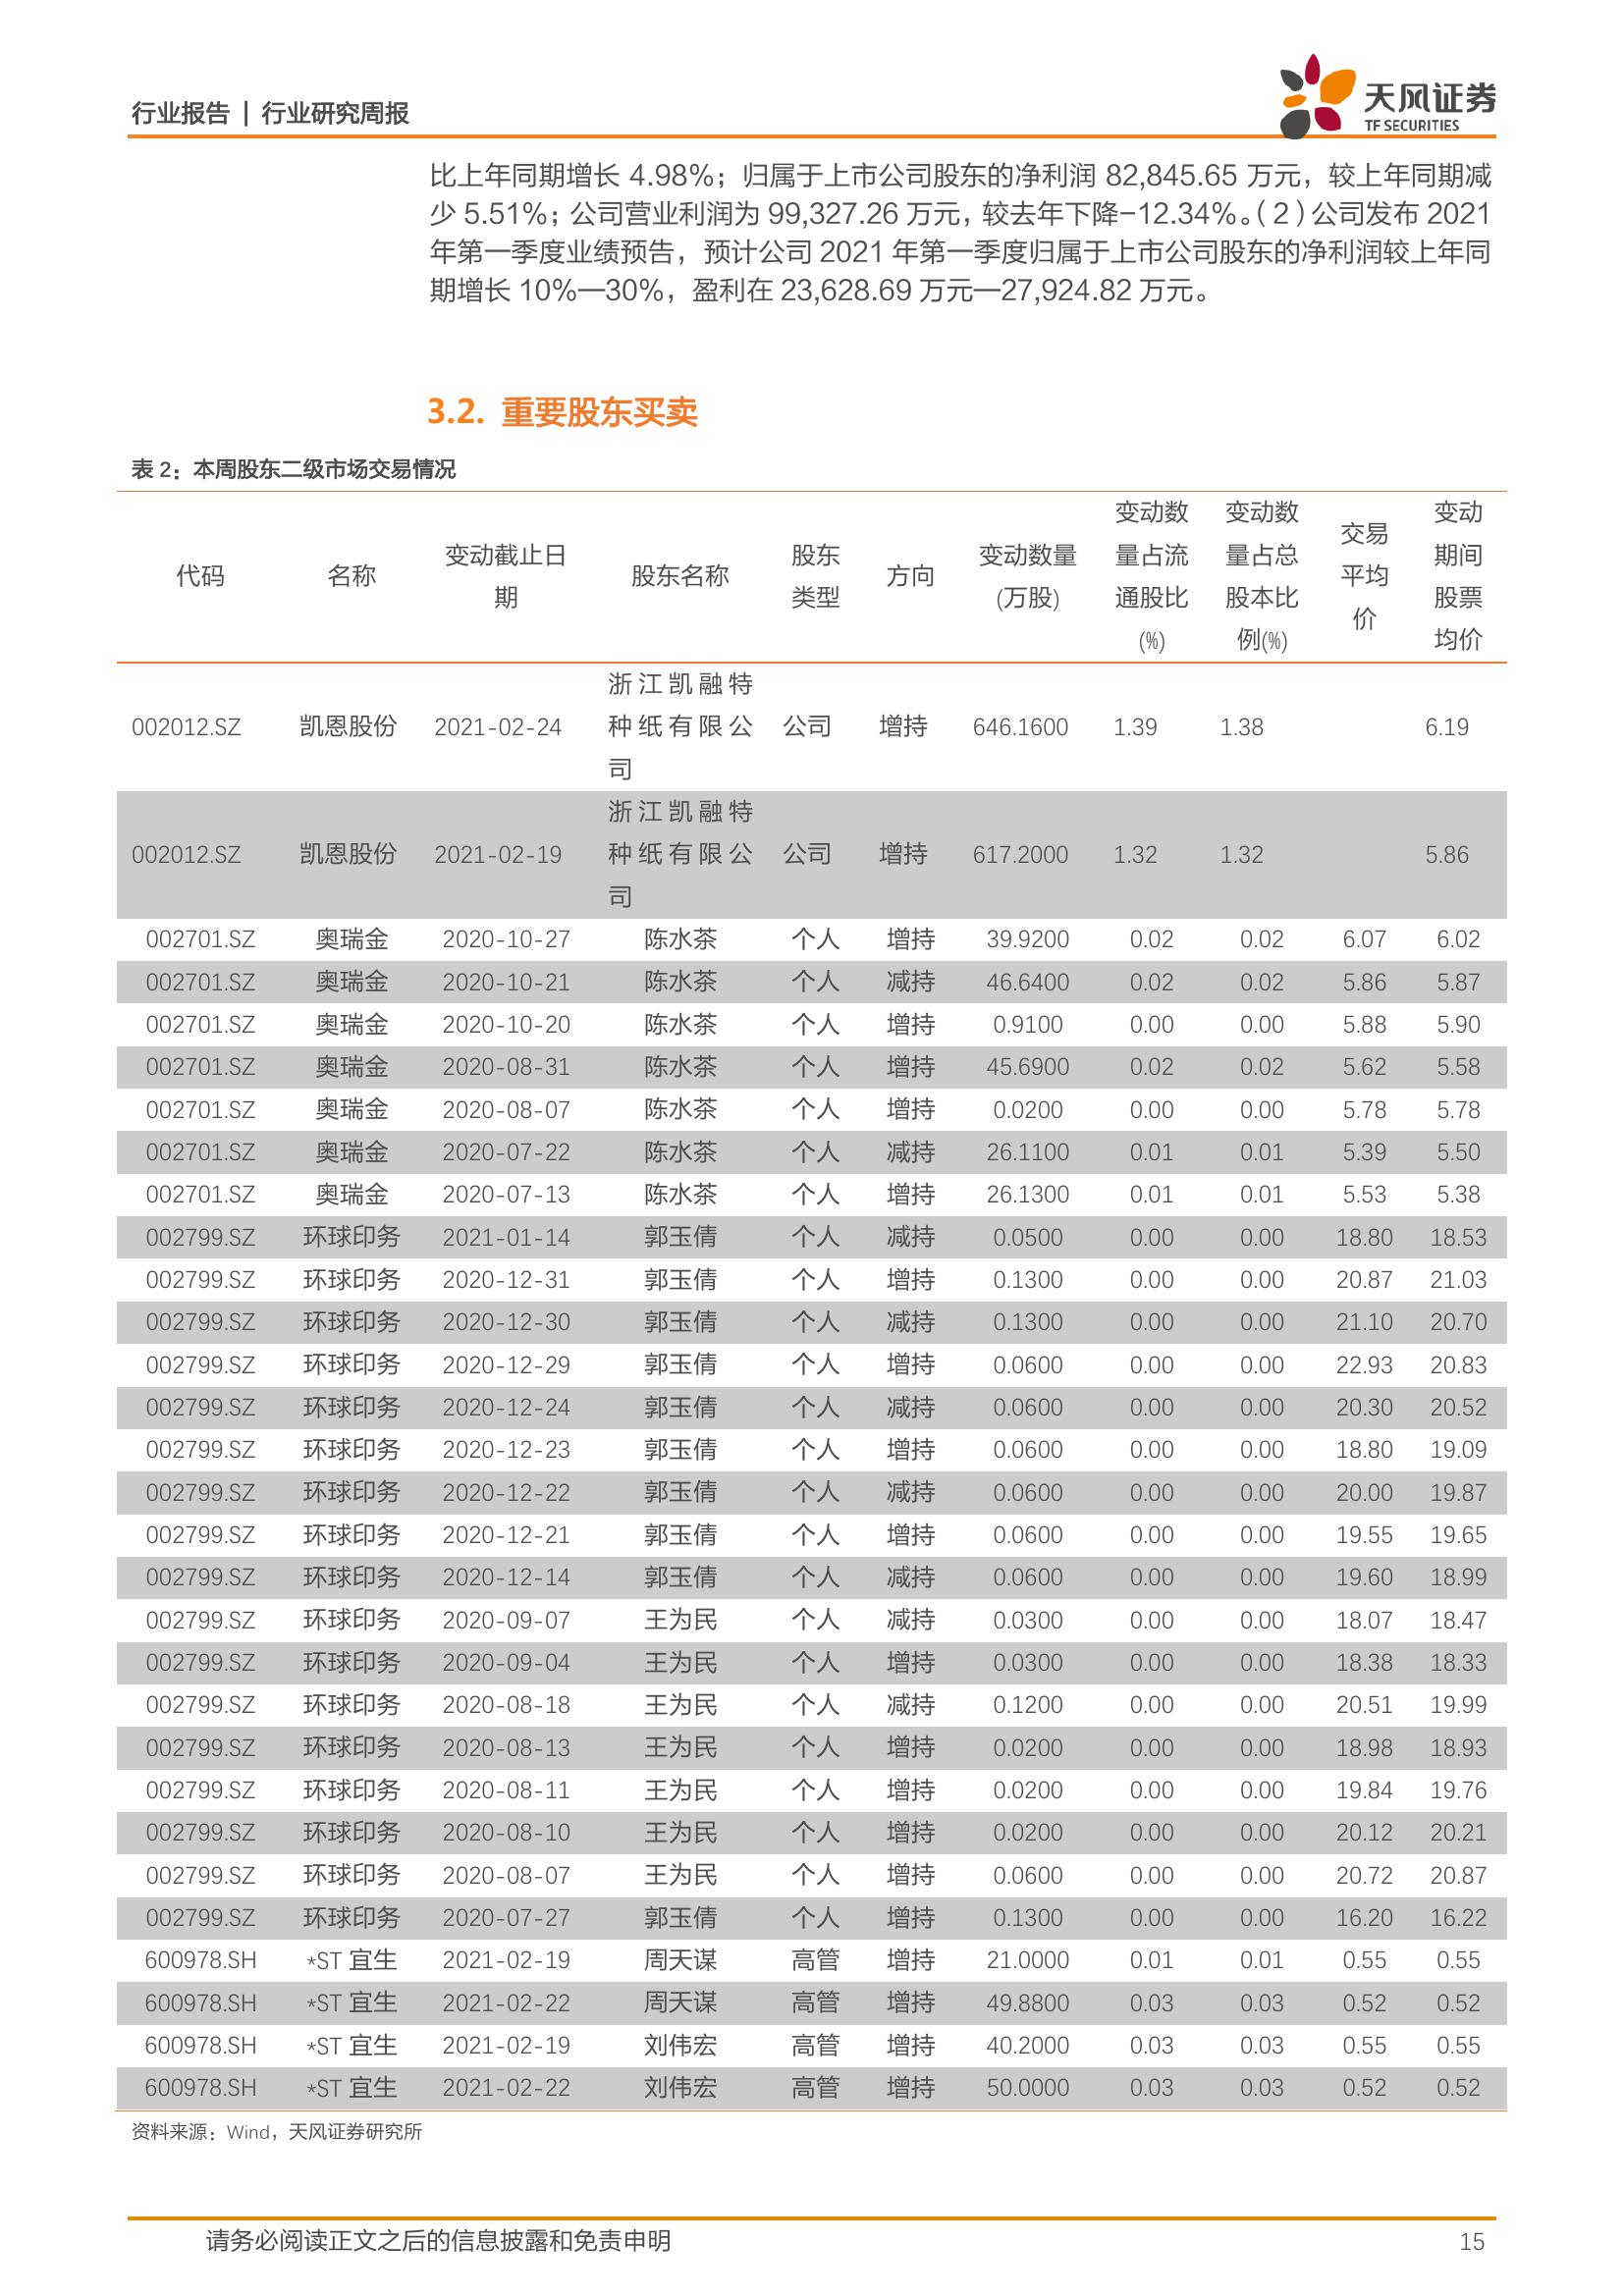 行业报告 | 行业研究周报
天风证券
TF SECURITIES
比上年同期增长 4.98%；归属于上市公司股东的净利润 82,845.65 万元，较上年同期减
少 5.51%；公司营业利润为 99,327.26 万元，较去年下降-12.34%。（2）公司发布 2021
年第一季度业绩预告，预计公司 2021 年第一季度归属于上市公司股东的净利润较上年同
期增长 10%—30%，盈利在 23,628.69 万元—27,924.82 万元。
3.2. 重要股东买卖
表 2：本周股东二级市场交易情况
代码 名称 变动截止日期 股东名称 股东类型 方向 变动数量(万股) 变动数量占流通股比(%) 变动数量占总股本比例(%) 交易平均价 变动期间股票均价
002012.SZ 凯恩股份 2021-02-24 浙江凯融特种纸有限公司 公司 增持 646.1600 1.39 1.38 6.19
002012.SZ 凯恩股份 2021-02-19 浙江凯融特种纸有限公司 公司 增持 617.2000 1.32 1.32 5.86
002701.SZ 奥瑞金 2020-10-27 陈水茶 个人 增持 39.9200 0.02 0.02 6.07 6.02
002701.SZ 奥瑞金 2020-10-21 陈水茶 个人 减持 46.6400 0.02 0.02 5.86 5.87
002701.SZ 奥瑞金 2020-10-20 陈水茶 个人 增持 0.9100 0.00 0.00 5.88 5.90
002701.SZ 奥瑞金 2020-08-31 陈水茶 个人 增持 45.6900 0.02 0.02 5.62 5.58
002701.SZ 奥瑞金 2020-08-07 陈水茶 个人 增持 0.0200 0.00 0.00 5.78 5.78
002701.SZ 奥瑞金 2020-07-22 陈水茶 个人 减持 26.1100 0.01 0.01 5.39 5.50
002701.SZ 奥瑞金 2020-07-13 陈水茶 个人 增持 26.1300 0.01 0.01 5.53 5.38
002799.SZ 环球印务 2021-01-14 郭玉倩 个人 减持 0.0500 0.00 0.00 18.80 18.53
002799.SZ 环球印务 2020-12-31 郭玉倩 个人 增持 0.1300 0.00 0.00 20.87 21.03
002799.SZ 环球印务 2020-12-30 郭玉倩 个人 减持 0.1300 0.00 0.00 21.10 20.70
002799.SZ 环球印务 2020-12-29 郭玉倩 个人 增持 0.0600 0.00 0.00 22.93 20.83
002799.SZ 环球印务 2020-12-24 郭玉倩 个人 减持 0.0600 0.00 0.00 20.30 20.52
002799.SZ 环球印务 2020-12-23 郭玉倩 个人 增持 0.0600 0.00 0.00 18.80 19.09
002799.SZ 环球印务 2020-12-22 郭玉倩 个人 减持 0.0600 0.00 0.00 20.00 19.87
002799.SZ 环球印务 2020-12-21 郭玉倩 个人 增持 0.0600 0.00 0.00 19.55 19.65
002799.SZ 环球印务 2020-12-14 郭玉倩 个人 减持 0.0600 0.00 0.00 19.60 18.99
002799.SZ 环球印务 2020-09-07 王为民 个人 减持 0.0300 0.00 0.00 18.07 18.47
002799.SZ 环球印务 2020-09-04 王为民 个人 增持 0.0300 0.00 0.00 18.38 18.33
002799.SZ 环球印务 2020-08-18 王为民 个人 减持 0.1200 0.00 0.00 20.51 19.99
002799.SZ 环球印务 2020-08-13 王为民 个人 增持 0.0200 0.00 0.00 18.98 18.93
002799.SZ 环球印务 2020-08-11 王为民 个人 增持 0.0200 0.00 0.00 19.84 19.76
002799.SZ 环球印务 2020-08-10 王为民 个人 增持 0.0200 0.00 0.00 20.12 20.21
002799.SZ 环球印务 2020-08-07 王为民 个人 增持 0.0600 0.00 0.00 20.72 20.87
002799.SZ 环球印务 2020-07-27 郭玉倩 个人 增持 0.1300 0.00 0.00 16.20 16.22
600978.SH *ST 宜生 2021-02-19 周天谋 高管 增持 21.0000 0.01 0.01 0.55 0.55
600978.SH *ST 宜生 2021-02-22 周天谋 高管 增持 49.8800 0.03 0.03 0.52 0.52
600978.SH *ST 宜生 2021-02-19 刘伟宏 高管 增持 40.2000 0.03 0.03 0.55 0.55
600978.SH *ST 宜生 2021-02-22 刘伟宏 高管 增持 50.0000 0.03 0.03 0.52 0.52
资料来源：Wind，天风证券研究所
请务必阅读正文之后的信息披露和免责申明 15